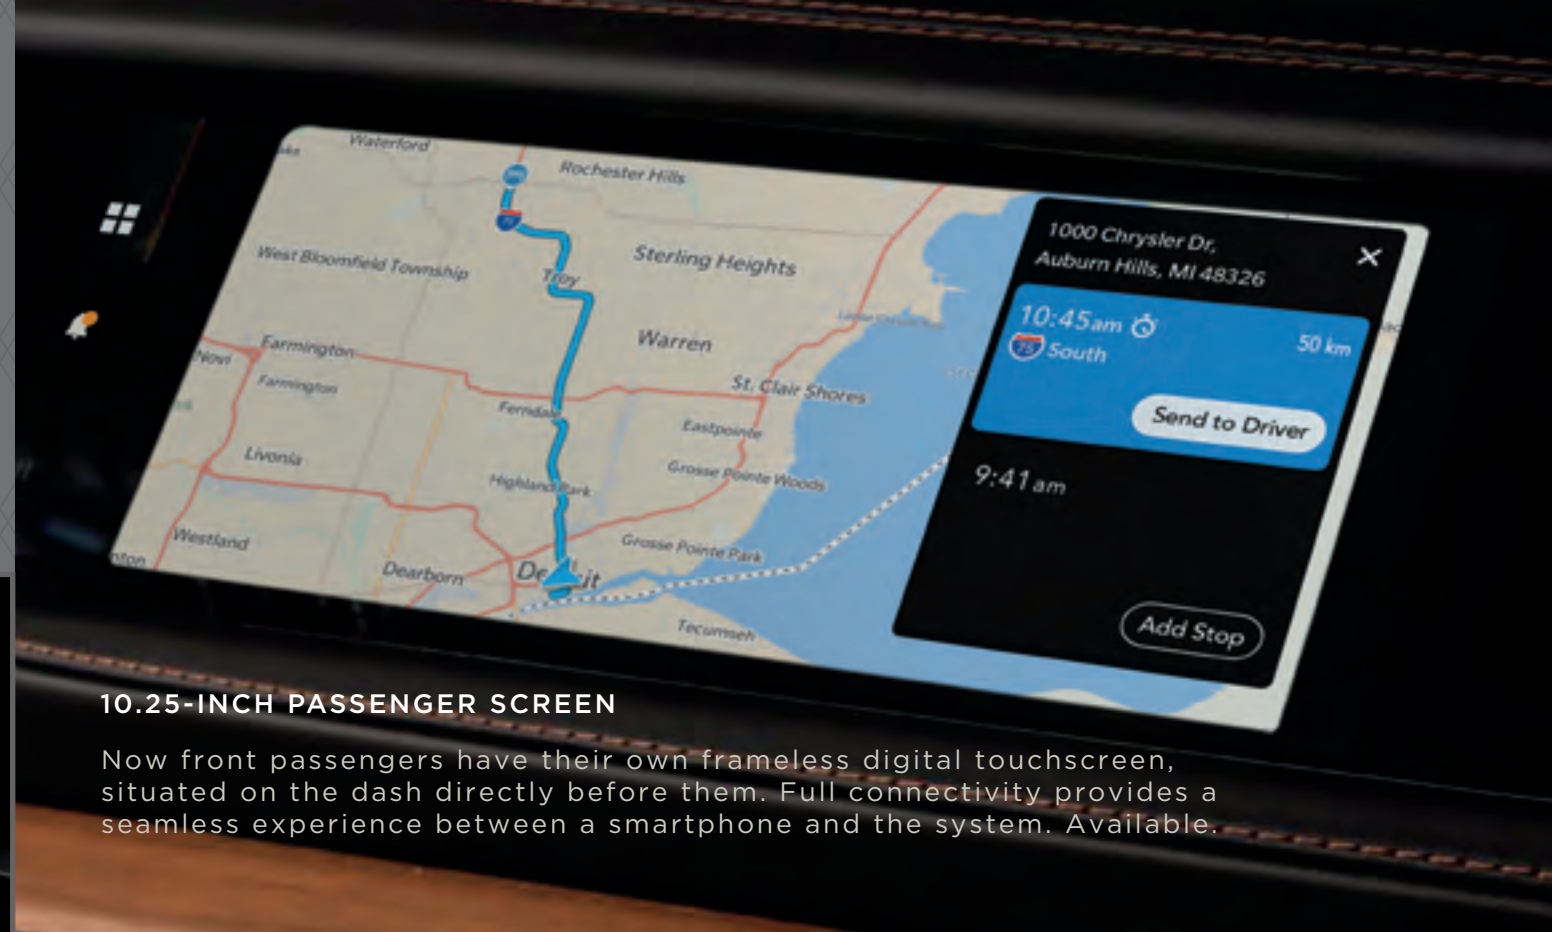 Waterford
Rochester Hills
West Bloomfield Township
Troy
Sterling Heights
Warren
Novi
Farmington
Farmington
St. Clair Shores
Ferndale
Eastpointe
Livonia
Highland Park
Grosse Pointe Woods
Westland
Grosse Pointe Park
Dearborn
Tecumseh
75
1000 Chrysler Dr,
Auburn Hills, MI 48326
10:45am
50 km
75 South
Send to Driver
9:41am
Add Stop
10.25-INCH PASSENGER SCREEN
Now front passengers have their own frameless digital touchscreen,
situated on the dash directly before them. Full connectivity provides a
seamless experience between a smartphone and the system. Available.